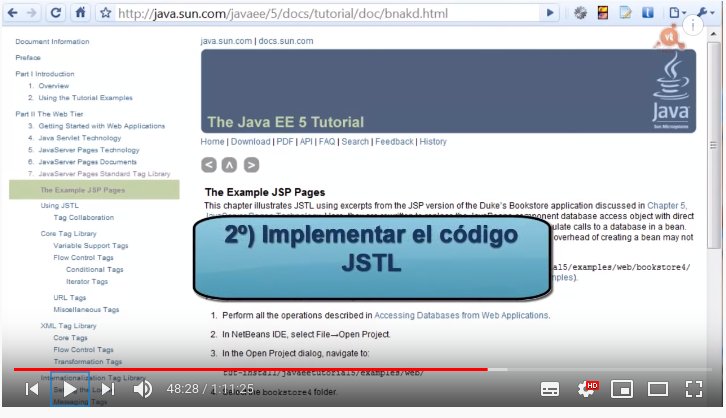 http://java.sun.com/javaee/5/docs/tutorial/doc/bnakd.html
Document Information
Preface
Part I Introduction
1. Overview
2. Using the Tutorial Examples
Part II The Web Tier
3. Getting Started with Web Applications
4. Java Servlet Technology
5. JavaServer Pages Technology
6. JavaServer Pages Documents
7. JavaServer Pages Standard Tag Library
The Example JSP Pages
Using JSTL
Tag Collaboration
Core Tag Library
Variable Support Tags
Flow Control Tags
Conditional Tags
Iterator Tags
URL Tags
Miscellaneous Tags
XML Tag Library
Core Tags
Flow Control Tags
Transformation Tags
Internationalization Tag Library
Messaging Tags
java.sun.com | docs.sun.com
The Java EE 5 Tutorial
Java
Sun Microsystems
Home | Download | PDF | API | FAQ | Search | Feedback | History
The Example JSP Pages
This chapter illustrates JSTL using excerpts from the JSP version of the Duke's Bookstore application discussed in Chapter 5,
component database access object with direct
calls to a database in a bean.
overhead of creating a bean may not
2º) Implementar el código
JSTL
15/examples/web/bookstore4/
1. Perform all the operations described in Accessing Databases from Web Applications.
2. In NetBeans IDE, select File→Open Project.
3. In the Open Project dialog, navigate to:
tut-install/javaeetutorial5/examples/web/
bookstore4 folder.
48:28 / 1:11:25
HD